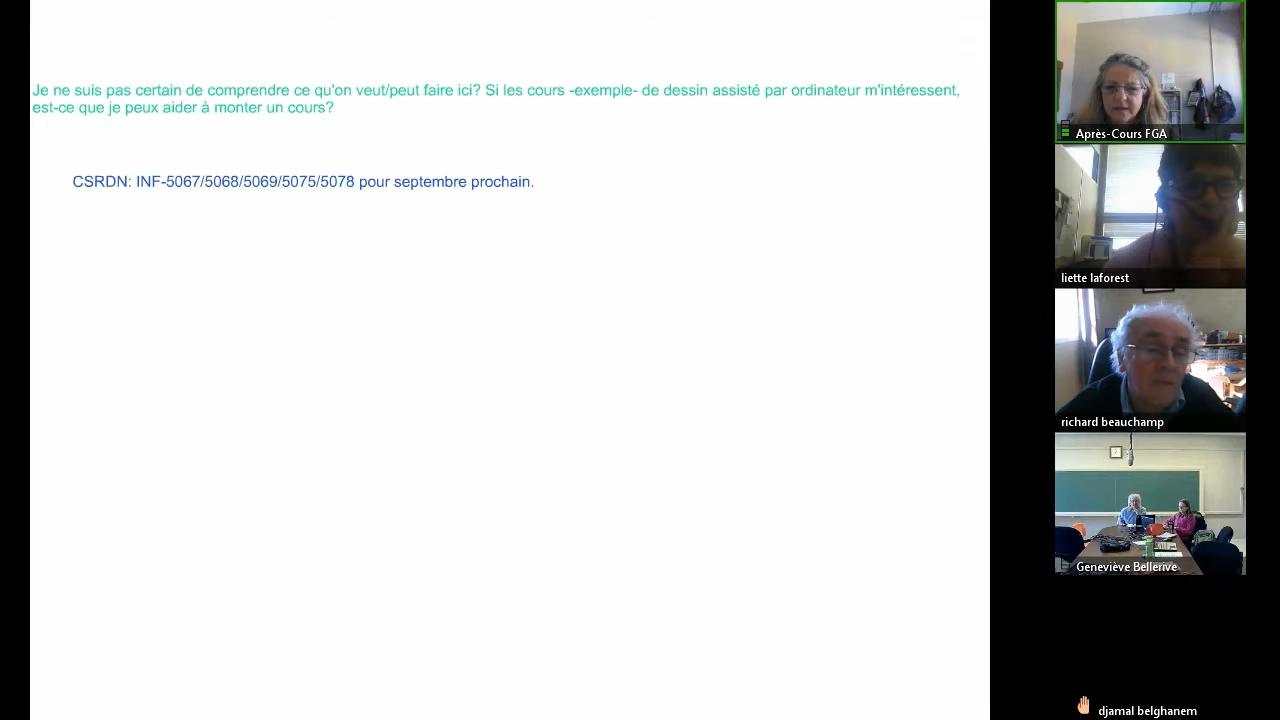 Je ne suis pas certain de comprendre ce qu'on veut/peut faire ici? Si les cours -exemple- de dessin assisté par ordinateur m'intéressent,
est-ce que je peux aider à monter un cours?
CSRDN: INF-5067/5068/5069/5075/5078 pour septembre prochain.
Après-Cours FGA
liette laforest
richard beauchamp
Geneviève Bellerive
djamal belghanem